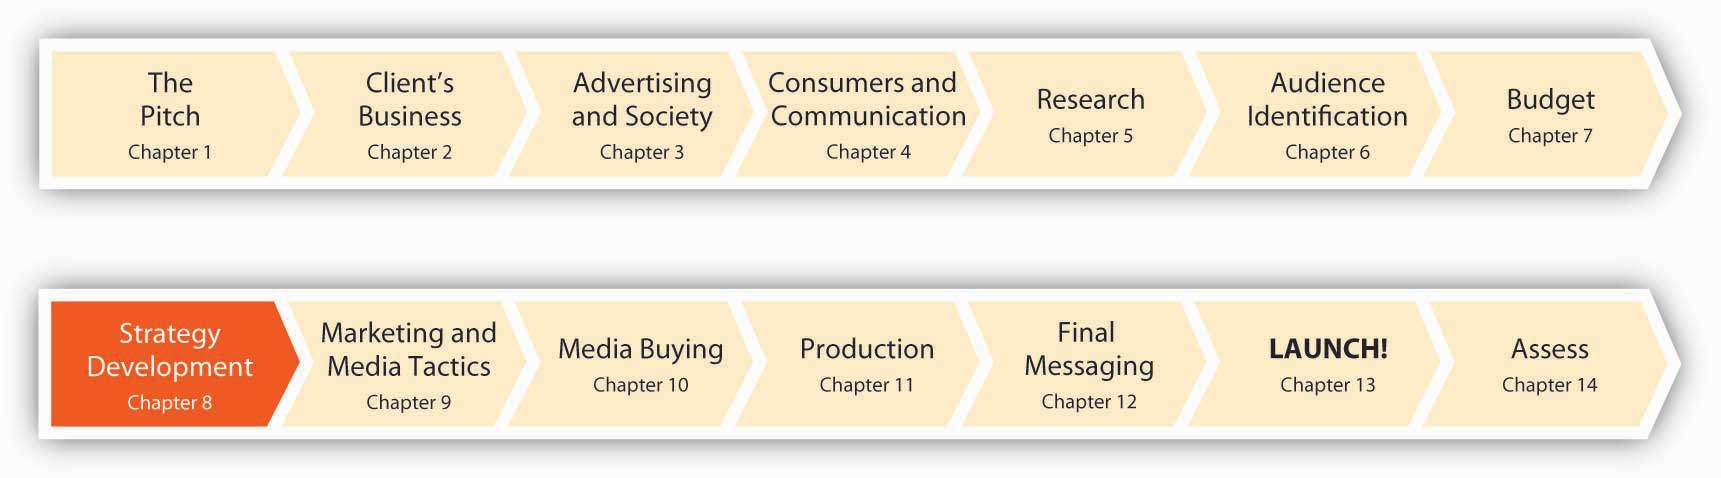 The
Pitch
Chapter 1
Client’s
Business
Chapter 2
Advertising
and Society
Chapter 3
Consumers and
Communication
Chapter 4
Research
Chapter 5
Audience
Identification
Chapter 6
Budget
Chapter 7
Strategy
Development
Chapter 8
Marketing and
Media Tactics
Chapter 9
Media Buying
Chapter 10
Production
Chapter 11
Final
Messaging
Chapter 12
LAUNCH!
Chapter 13
Assess
Chapter 14